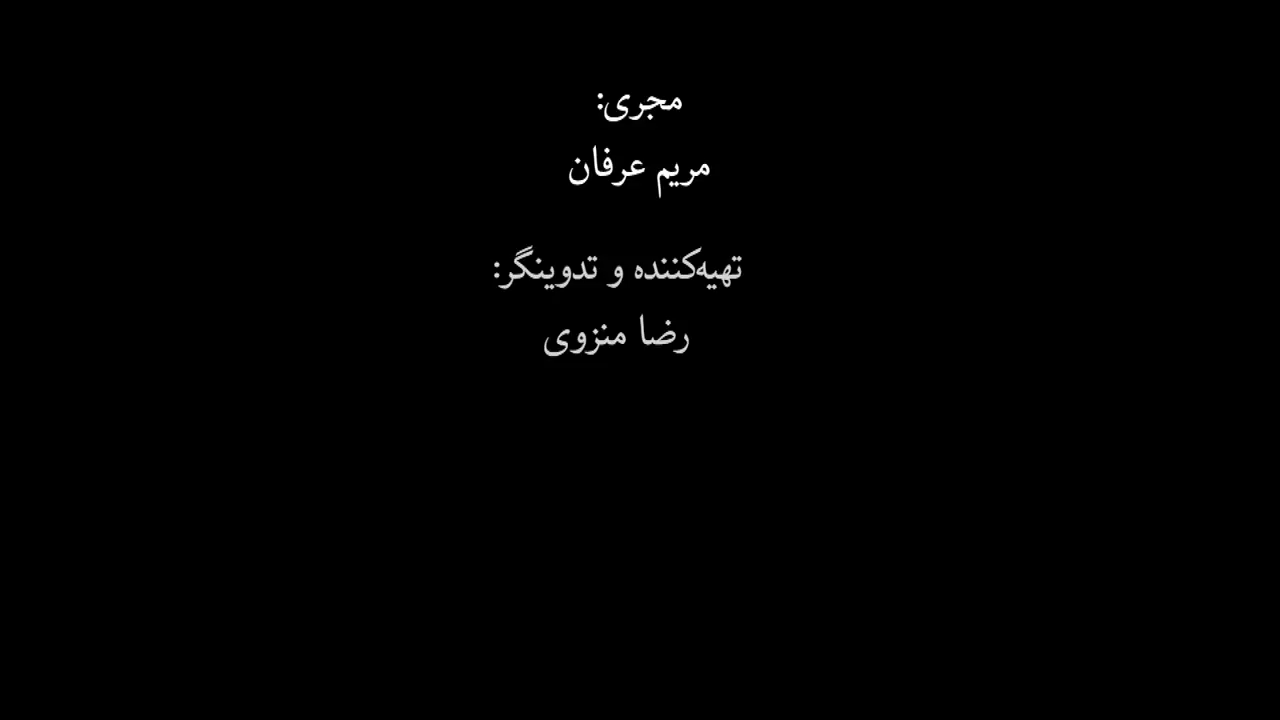 مجری:
مریم عرفان
تهیه‌کننده و تدوینگر:
رضا منزوی